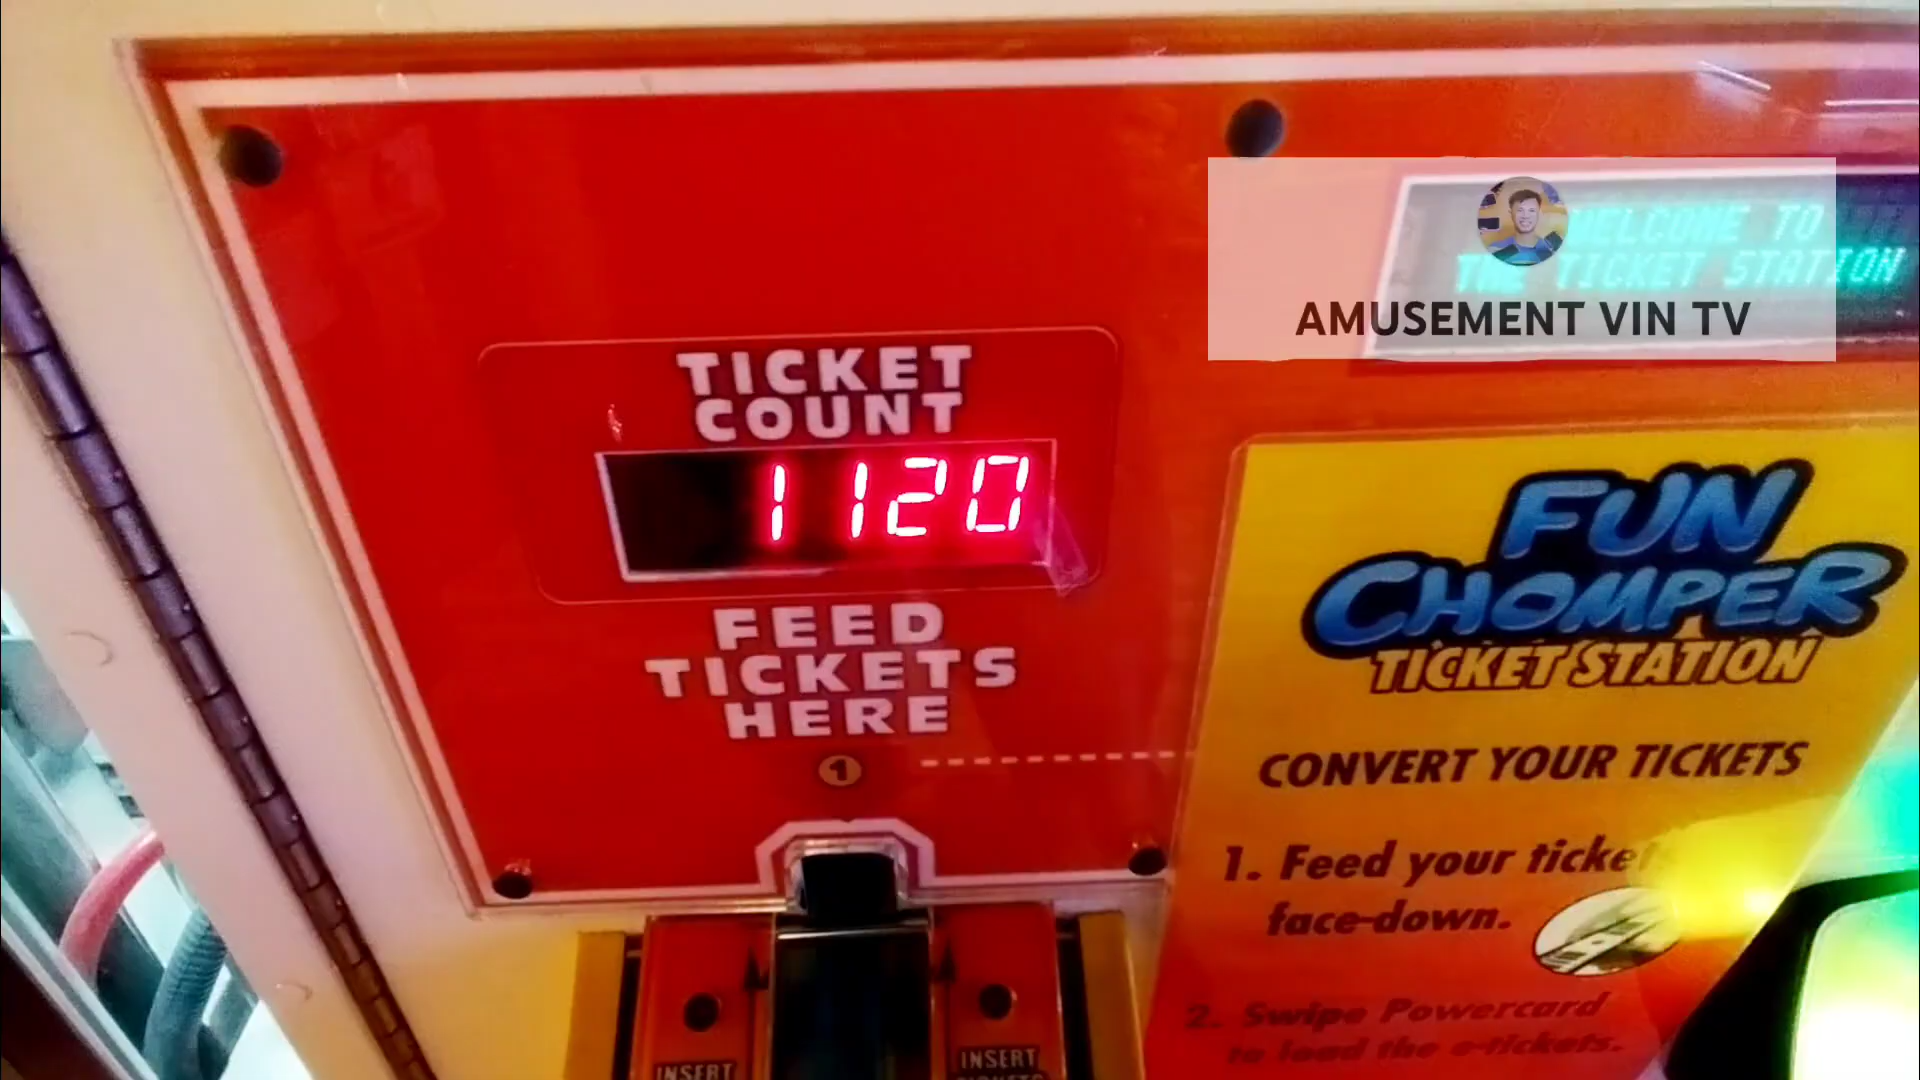 WELCOME TO
THE TICKET STATION
AMUSEMENT VIN TV
TICKET
COUNT
1120
FEED
TICKETS
HERE
1
FUN
CHOMPER
TICKET STATION
CONVERT YOUR TICKETS
1. Feed your
face-down.
2. Swipe Powercard
to load the e-tickets.
INSERT
INSERT